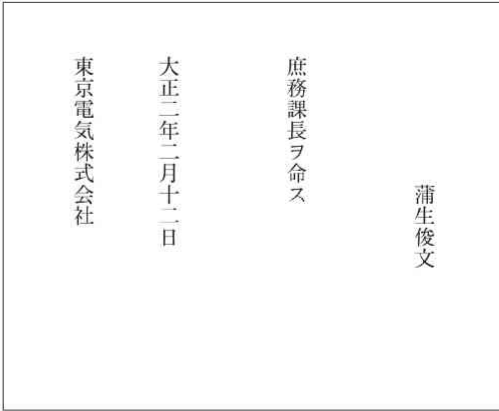 蒲生俊文
庶務課長ヲ命ス
大正二年二月十二日
東京電気株式会社